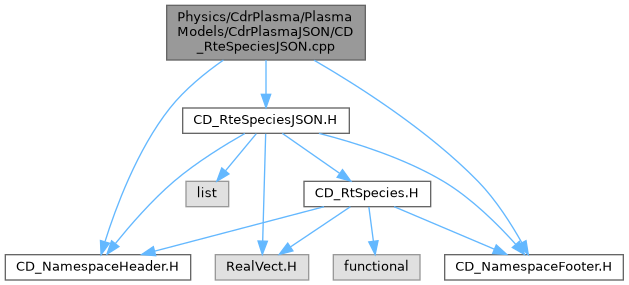 Physics/CdrPlasma/Plasma
Models/CdrPlasmaJSON/CD
_RteSpeciesJSON.cpp
CD_RteSpeciesJSON.H
list
CD_RtSpecies.H
CD_NamespaceHeader.H
RealVect.H
functional
CD_NamespaceFooter.H